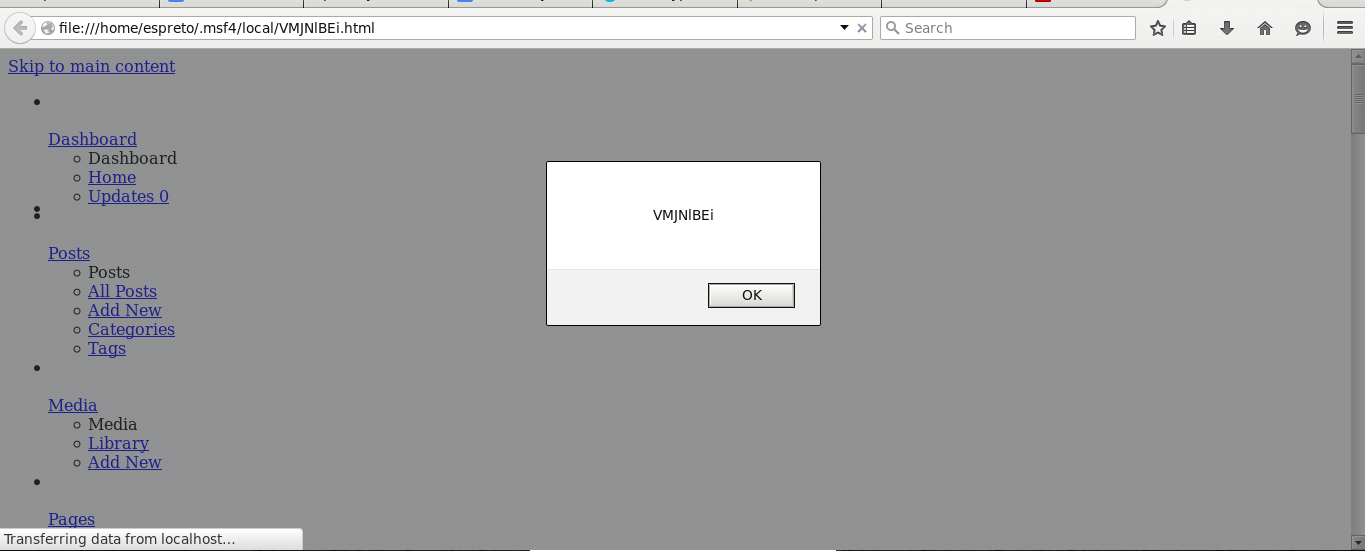 file:///home/espreto/.msf4/local/VMJNlBEi.html
Search
Skip to main content
Dashboard
Dashboard
Home
Updates 0
Posts
Posts
All Posts
Add New
Categories
Tags
Media
Media
Library
Add New
Pages
VMJNlBEi
OK
Transferring data from localhost...